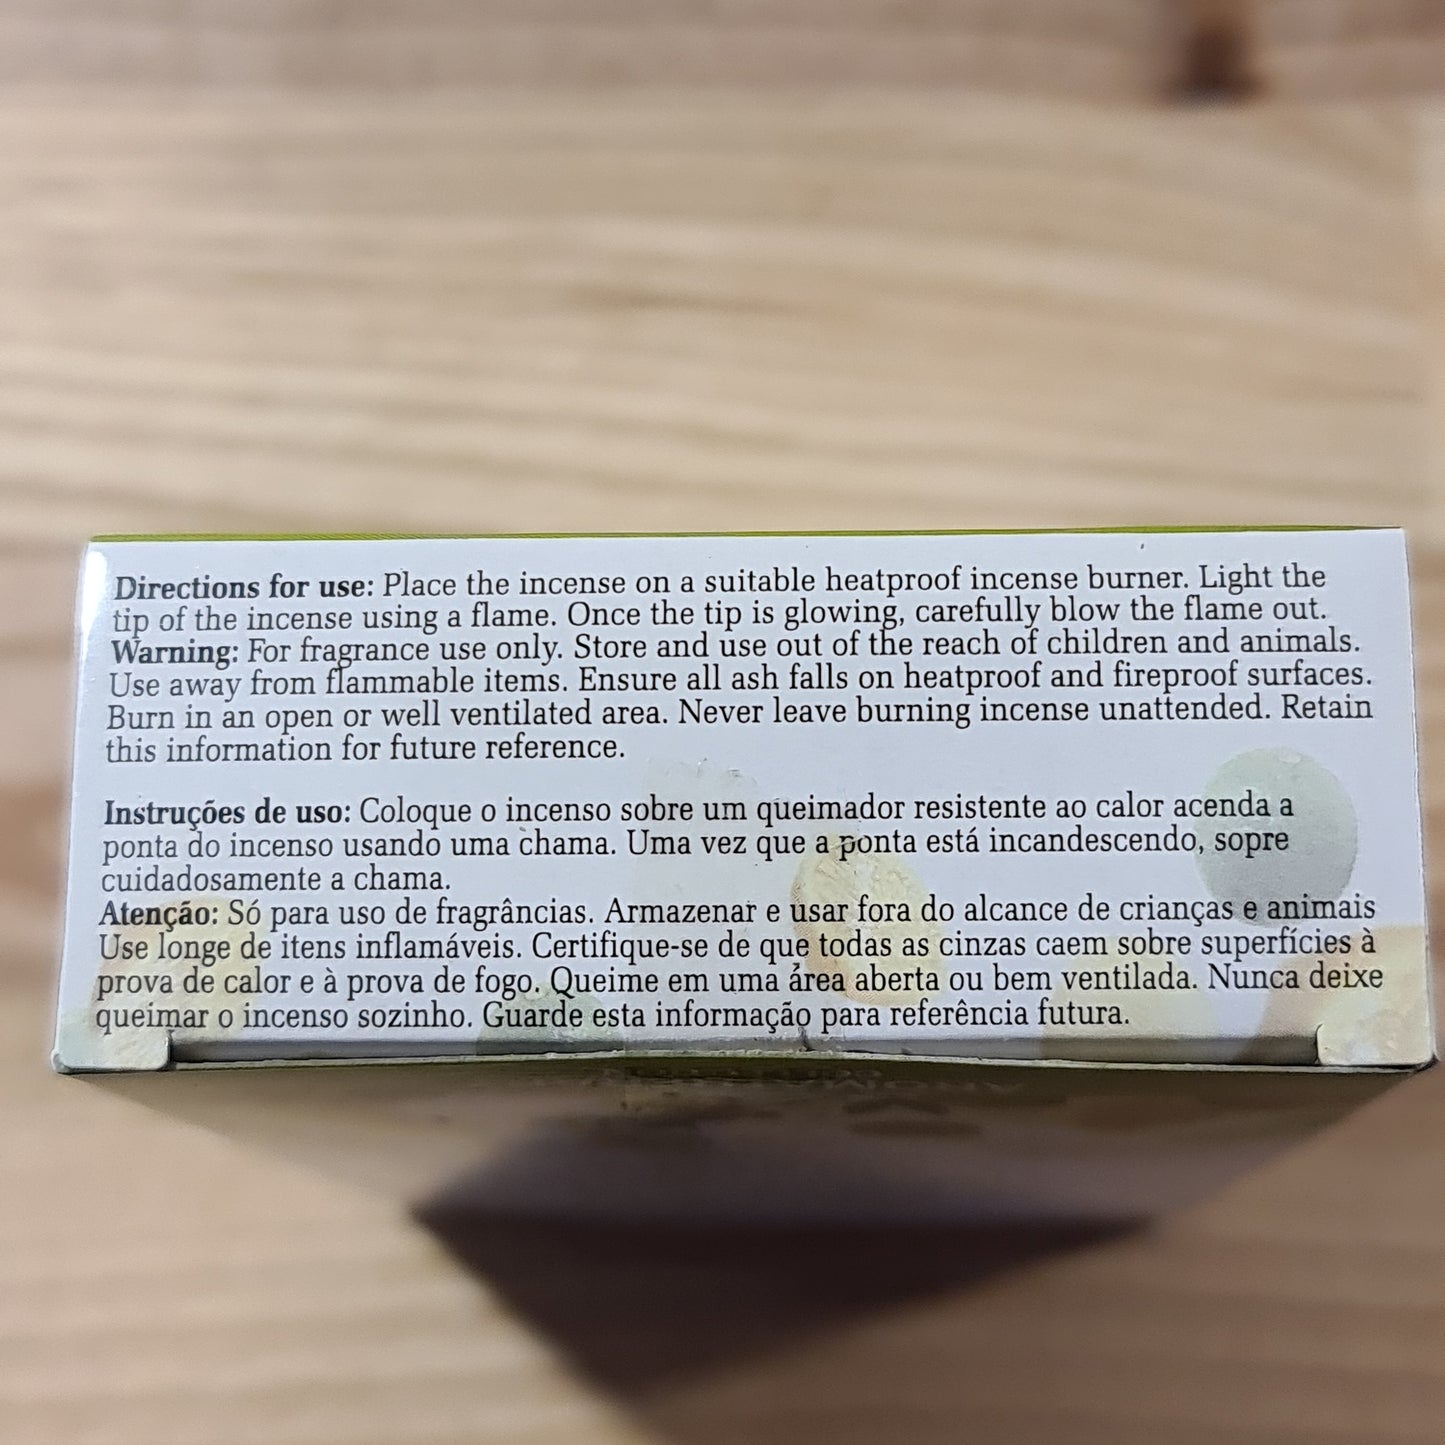 Directions for use: Place the incense on a suitable heatproof incense burner. Light the
tip of the incense using a flame. Once the tip is glowing, carefully blow the flame out.
Warning: For fragrance use only. Store and use out of the reach of children and animals.
Use away from flammable items. Ensure all ash falls on heatproof and fireproof surfaces.
Burn in an open or well ventilated area. Never leave burning incense unattended. Retain
this information for future reference.
Instruções de uso: Coloque o incenso sobre um queimador resistente ao calor acenda a
ponta do incenso usando uma chama. Uma vez que a ponta está incandescendo, sopre
cuidadosamente a chama.
Atenção: Só para uso de fragrâncias. Armazenar e usar fora do alcance de crianças e animais
Use longe de itens inflamáveis. Certifique-se de que todas as cinzas caem sobre superfícies à
prova de calor e à prova de fogo. Queime em uma área aberta ou bem ventilada. Nunca deixe
queimar o incenso sozinho. Guarde esta informação para referência futura.